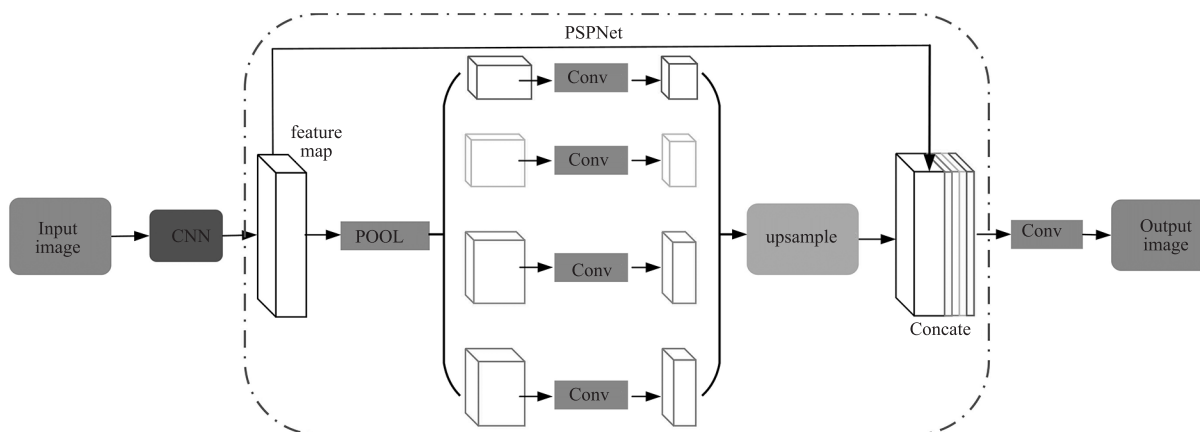 PSPNet
feature
map
Input
image
CNN
POOL
Conv
Conv
Conv
Conv
upsample
Concate
Conv
Output
image